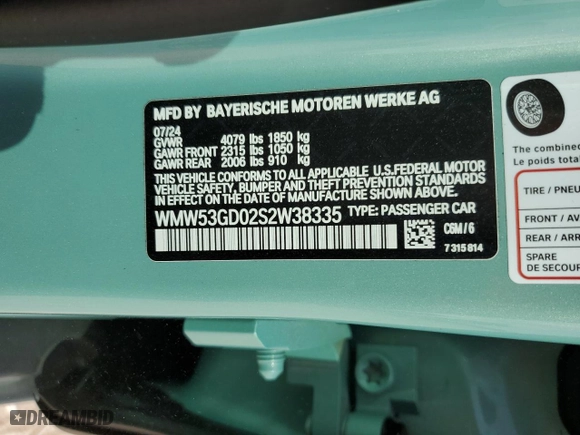 MFD BY BAYERISCHE MOTOREN WERKE AG
07/24
GVWR 4079 lbs 1850 kg
GAWR FRONT 2315 lbs 1050 kg
GAWR REAR 2006 lbs 910 kg
THIS VEHICLE CONFORMS TO ALL APPLICABLE U.S.FEDERAL MOTOR
VEHICLE SAFETY, BUMPER AND THEFT PREVENTION STANDARDS
IN EFFECT ON THE DATE OF MANUFACTURE SHOWN ABOVE.
WMW53GD02S2W38335 TYPE: PASSENGER CAR
C6M/6
7 315 814
The combined
Le poids total
TIRE / PNEU
FRONT / AV
REAR / ARR
SPARE
DE SECOUR
DREAMBID